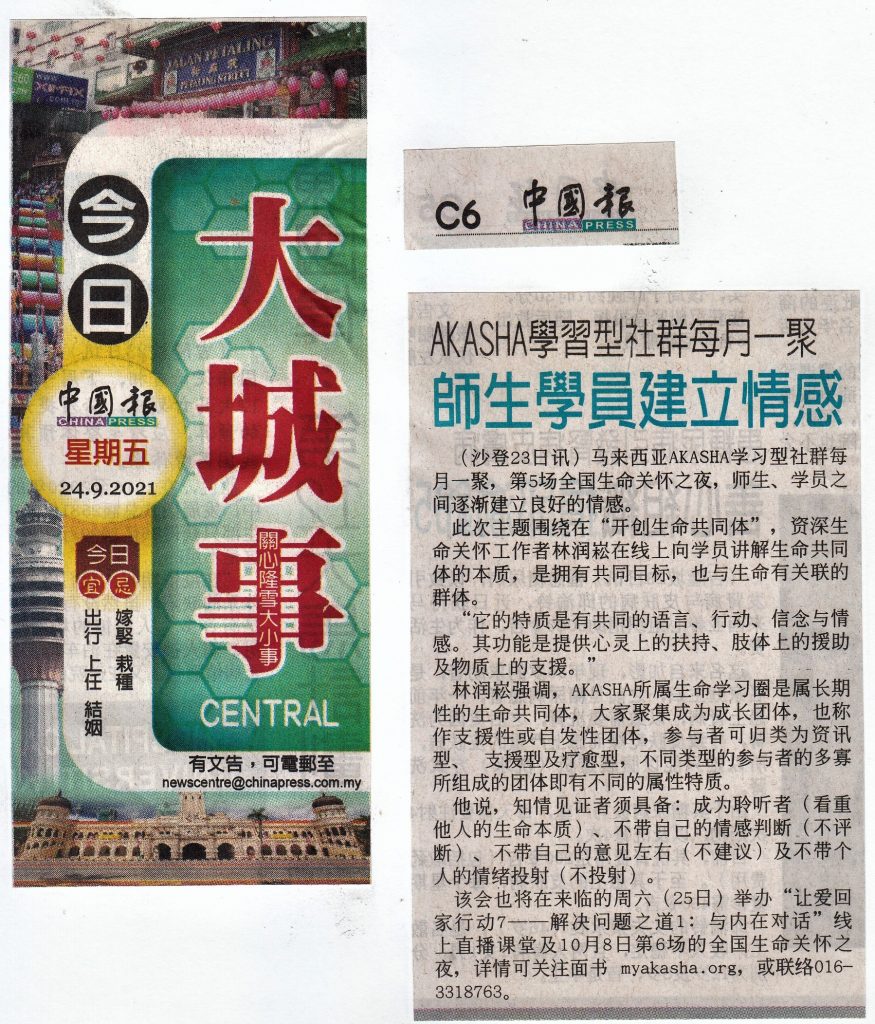 JALAN PETALING
PETALING STREET
今日
大城事
關心隆雪大小事
CENTRAL
中國報
CHINA PRESS
星期五
24.9.2021
今日
宜 忌
出行 上任 結姻
嫁娶 栽種
有文告，可電郵至
newscentre@chinapress.com.my
C6 中國報
CHINA PRESS
AKASHA學習型社群每月一聚
師生學員建立情感
（沙登23日讯）马来西亚AKASHA学习型社群每
月一聚，第5场全国生命关怀之夜，师生、学员之
间逐渐建立良好的情感。
此次主题围绕在“开创生命共同体”，资深生
命关怀工作者林润崧在线上向学员讲解生命共同
体的本质，是拥有共同目标，也与生命有关联的
群体。
“它的特质是有共同的语言、行动、信念与情
感。其功能是提供心灵上的扶持、肢体上的援助
及物质上的支援。”
林润崧强调，AKASHA所属生命学习圈是属长期
性的生命共同体，大家聚集成为成长团体，也称
作支援性或自发性团体，参与者可归类为资讯
型、 支援型及疗愈型，不同类型的参与者的多寡
所组成的团体即有不同的属性特质。
他说，知情见证者须具备：成为聆听者（看重
他人的生命本质）、不带自己的情感判断（不评
断）、不带自己的意见左右（不建议）及不带个
人的情绪投射（不投射）。
该会也将在来临的周六（25日）举办“让爱回
家行动7——解决问题之道1：与内在对话”线
上直播课堂及10月8日第6场的全国生命关怀之
夜，详情可关注面书 myakasha.org，或联络016-
3318763。